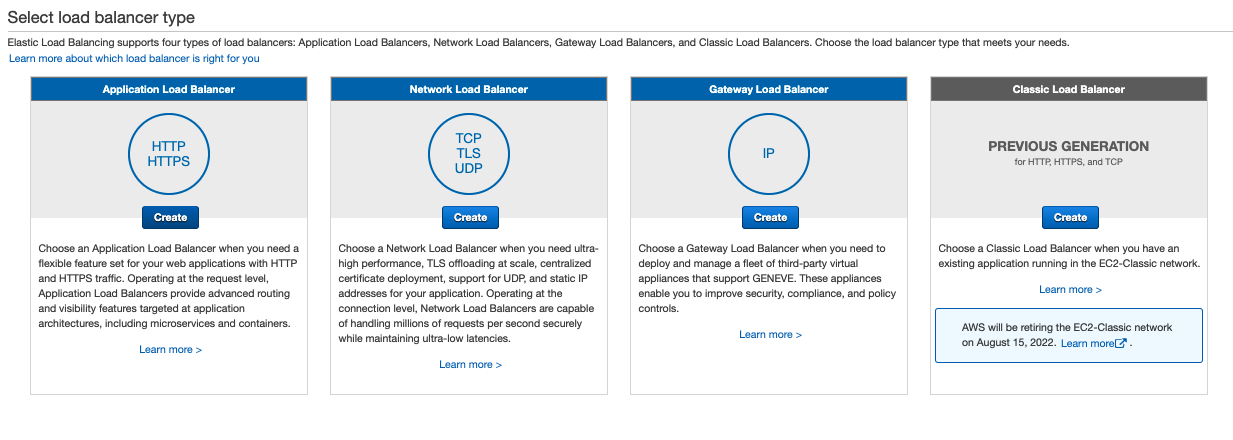 Select load balancer type
Elastic Load Balancing supports four types of load balancers: Application Load Balancers, Network Load Balancers, Gateway Load Balancers, and Classic Load Balancers. Choose the load balancer type that meets your needs.
Learn more about which load balancer is right for you
Application Load Balancer
HTTP
HTTPS
Create
Choose an Application Load Balancer when you need a
flexible feature set for your web applications with HTTP
and HTTPS traffic. Operating at the request level,
Application Load Balancers provide advanced routing
and visibility features targeted at application
architectures, including microservices and containers.
Learn more >
Network Load Balancer
TCP
TLS
UDP
Create
Choose a Network Load Balancer when you need ultra-
high performance, TLS offloading at scale, centralized
certificate deployment, support for UDP, and static IP
addresses for your application. Operating at the
connection level, Network Load Balancers are capable
of handling millions of requests per second securely
while maintaining ultra-low latencies.
Learn more >
Gateway Load Balancer
IP
Create
Choose a Gateway Load Balancer when you need to
deploy and manage a fleet of third-party virtual
appliances that support GENEVE. These appliances
enable you to improve security, compliance, and policy
controls.
Learn more >
Classic Load Balancer
PREVIOUS GENERATION
for HTTP, HTTPS, and TCP
Create
Choose a Classic Load Balancer when you have an
existing application running in the EC2-Classic network.
Learn more >
AWS will be retiring the EC2-Classic network
on August 15, 2022. Learn more .